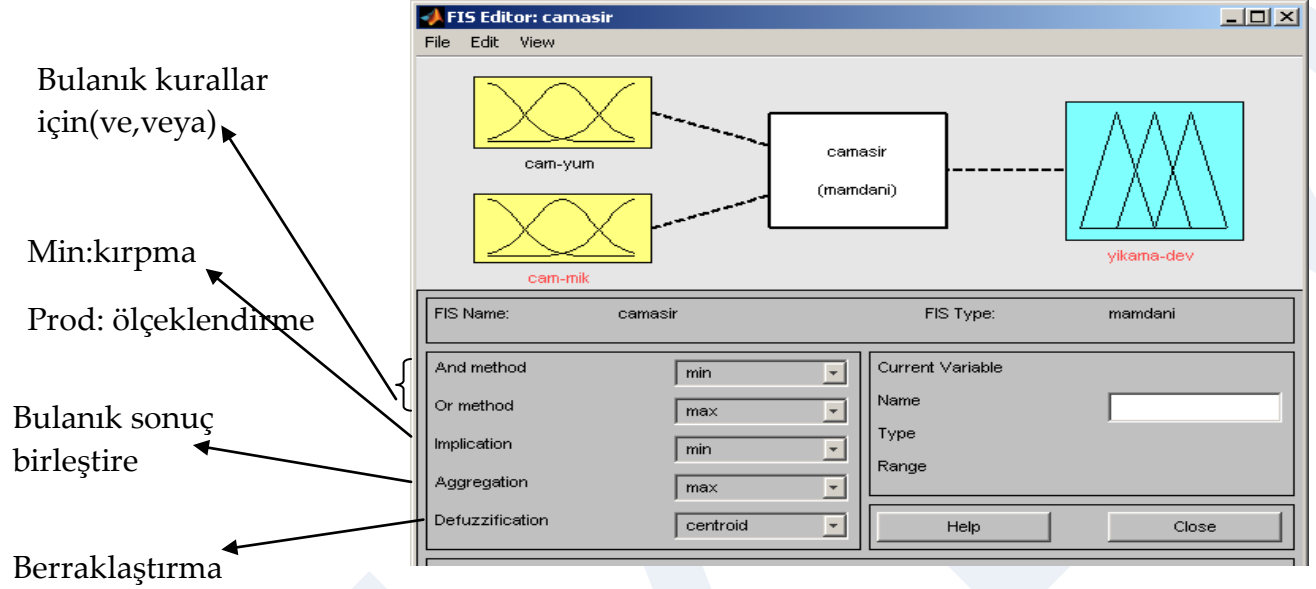 Bulanık kurallar
için(ve,veya)
Min:kırpma
Prod: ölçeklendirme
Bulanık sonuç
birleştire
Berraklaştırma
FIS Editor: camasir
File Edit View
cam-yum
cam-mik
camasir
(mamdani)
yikama-dev
FIS Name: camasir FIS Type: mamdani
And method min
Or method max
Implication min
Aggregation max
Defuzzification centroid
Current Variable
Name
Type
Range
Help Close